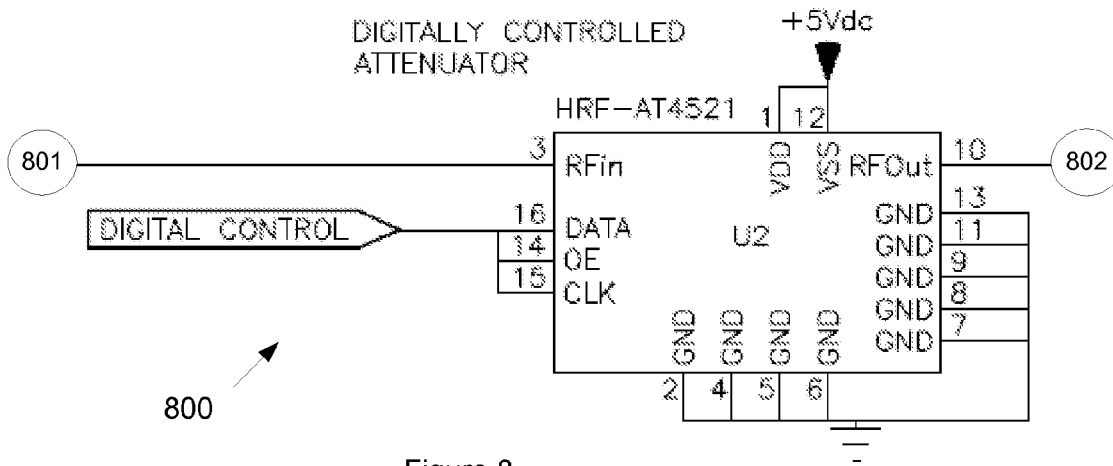 DIGITALLY CONTROLLED
ATTENUATOR
+5Vdc
HRF-AT4521
1 12
801
3
RFin
VDD
VSS
RFOut
10
802
DIGITAL CONTROL
16
DATA
14
OE
15
CLK
U2
GND
13
GND
11
GND
9
GND
8
GND
7
GND
GND
GND
GND
2
4
5
6
800
Figure 8